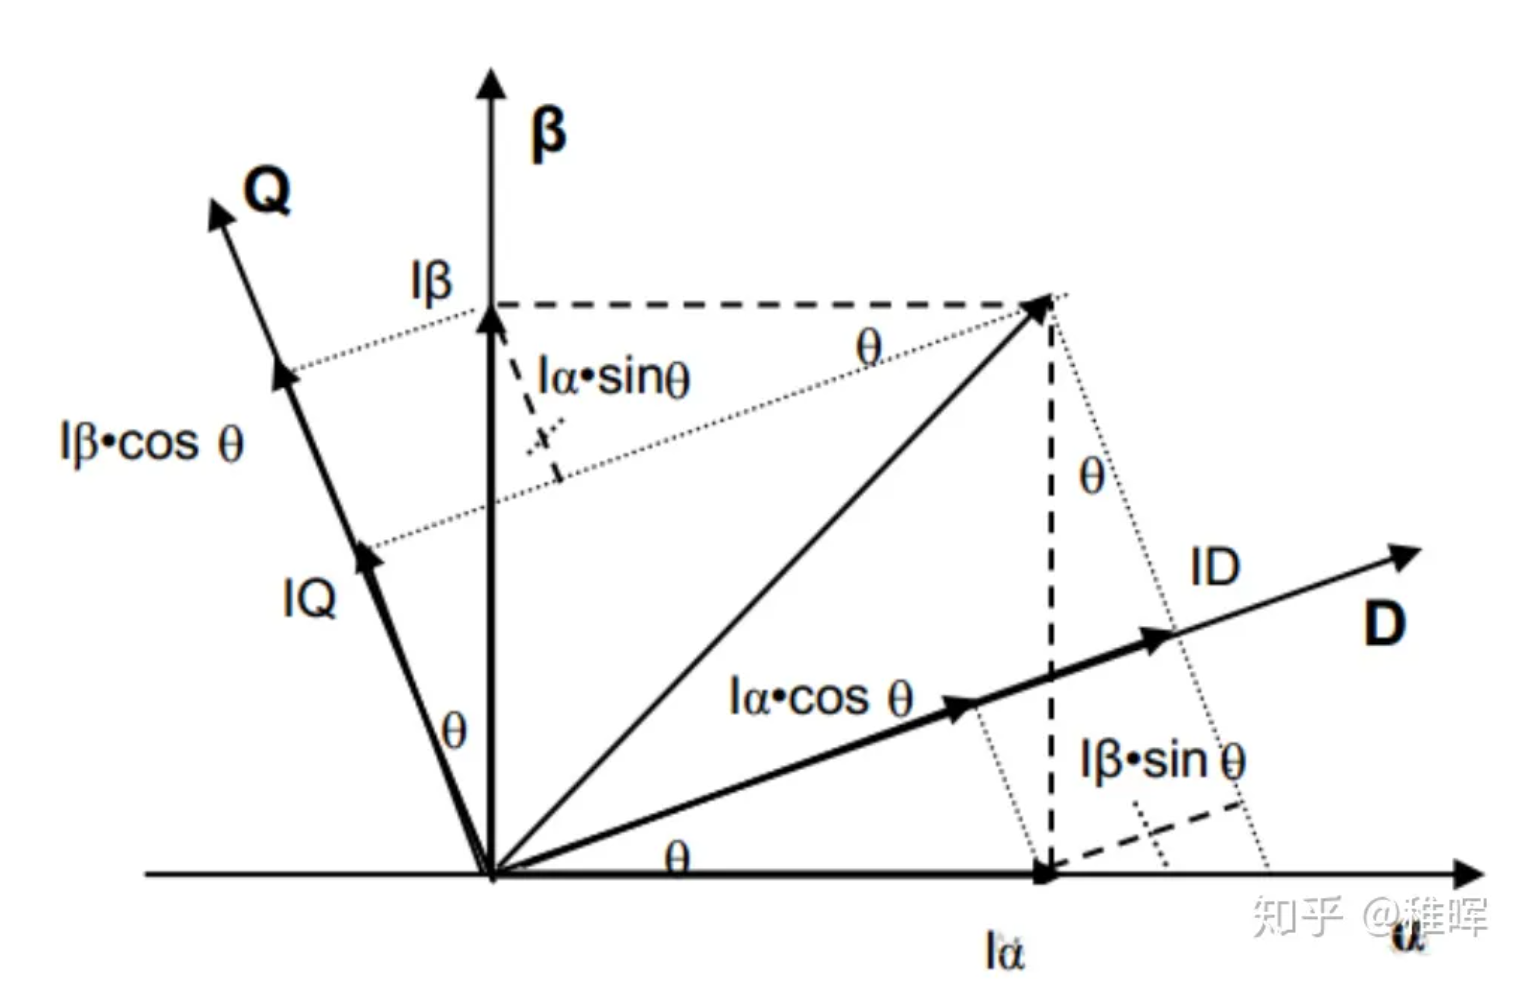 β
Q
Iβ
θ
Iα•sinθ
Iβ•cos θ
θ
ID
IQ
D
Iα•cos θ
θ
Iβ•sin θ
θ
知乎 @稚晖
α
Iα